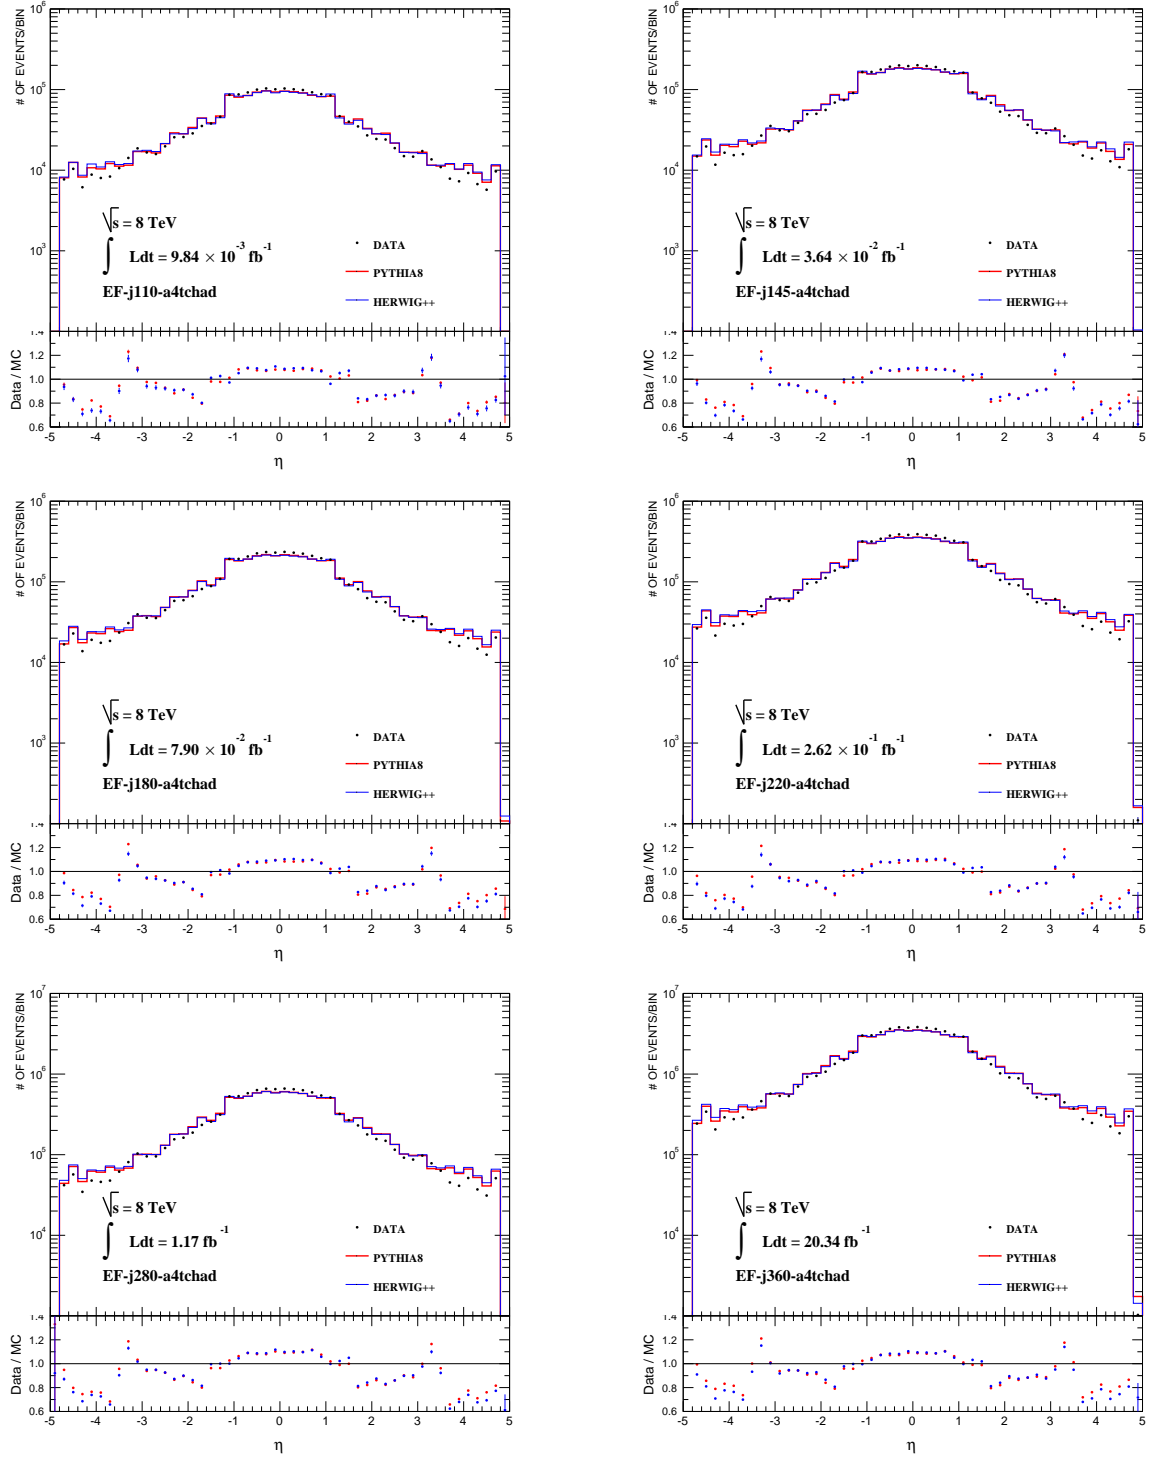 # OF EVENTS/BIN
10^6
10^5
10^4
10^3
√s = 8 TeV
∫ Ldt = 9.84 × 10^-3 fb^-1
EF-j110-a4tchad
DATA
PYTHIA8
HERWIG++
Data / MC
1.4
1.2
1.0
0.8
0.6
-5 -4 -3 -2 -1 0 1 2 3 4 5
η
# OF EVENTS/BIN
10^6
10^5
10^4
10^3
√s = 8 TeV
∫ Ldt = 3.64 × 10^-2 fb^-1
EF-j145-a4tchad
DATA
PYTHIA8
HERWIG++
Data / MC
1.4
1.2
1.0
0.8
0.6
-5 -4 -3 -2 -1 0 1 2 3 4 5
η
# OF EVENTS/BIN
10^6
10^5
10^4
10^3
√s = 8 TeV
∫ Ldt = 7.90 × 10^-2 fb^-1
EF-j180-a4tchad
DATA
PYTHIA8
HERWIG++
Data / MC
1.4
1.2
1.0
0.8
0.6
-5 -4 -3 -2 -1 0 1 2 3 4 5
η
# OF EVENTS/BIN
10^6
10^5
10^4
10^3
√s = 8 TeV
∫ Ldt = 2.62 × 10^-1 fb^-1
EF-j220-a4tchad
DATA
PYTHIA8
HERWIG++
Data / MC
1.4
1.2
1.0
0.8
0.6
-5 -4 -3 -2 -1 0 1 2 3 4 5
η
# OF EVENTS/BIN
10^7
10^6
10^5
10^4
√s = 8 TeV
∫ Ldt = 1.17 fb^-1
EF-j280-a4tchad
DATA
PYTHIA8
HERWIG++
Data / MC
1.4
1.2
1.0
0.8
0.6
-5 -4 -3 -2 -1 0 1 2 3 4 5
η
# OF EVENTS/BIN
10^7
10^6
10^5
10^4
√s = 8 TeV
∫ Ldt = 20.34 fb^-1
EF-j360-a4tchad
DATA
PYTHIA8
HERWIG++
Data / MC
1.4
1.2
1.0
0.8
0.6
-5 -4 -3 -2 -1 0 1 2 3 4 5
η